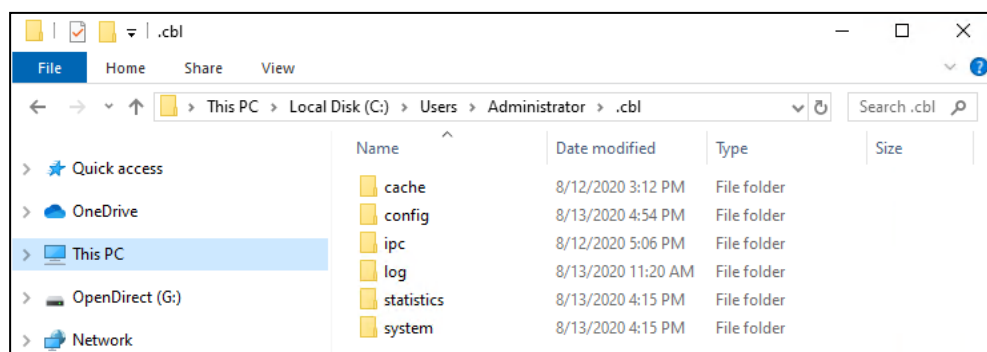 .cbl
File Home Share View
This PC > Local Disk (C:) > Users > Administrator > .cbl
Search .cbl
Name Date modified Type Size
Quick access
OneDrive
This PC
OpenDirect (G:)
Network
cache 8/12/2020 3:12 PM File folder
config 8/13/2020 4:54 PM File folder
ipc 8/12/2020 5:06 PM File folder
log 8/13/2020 11:20 AM File folder
statistics 8/13/2020 4:15 PM File folder
system 8/13/2020 4:15 PM File folder